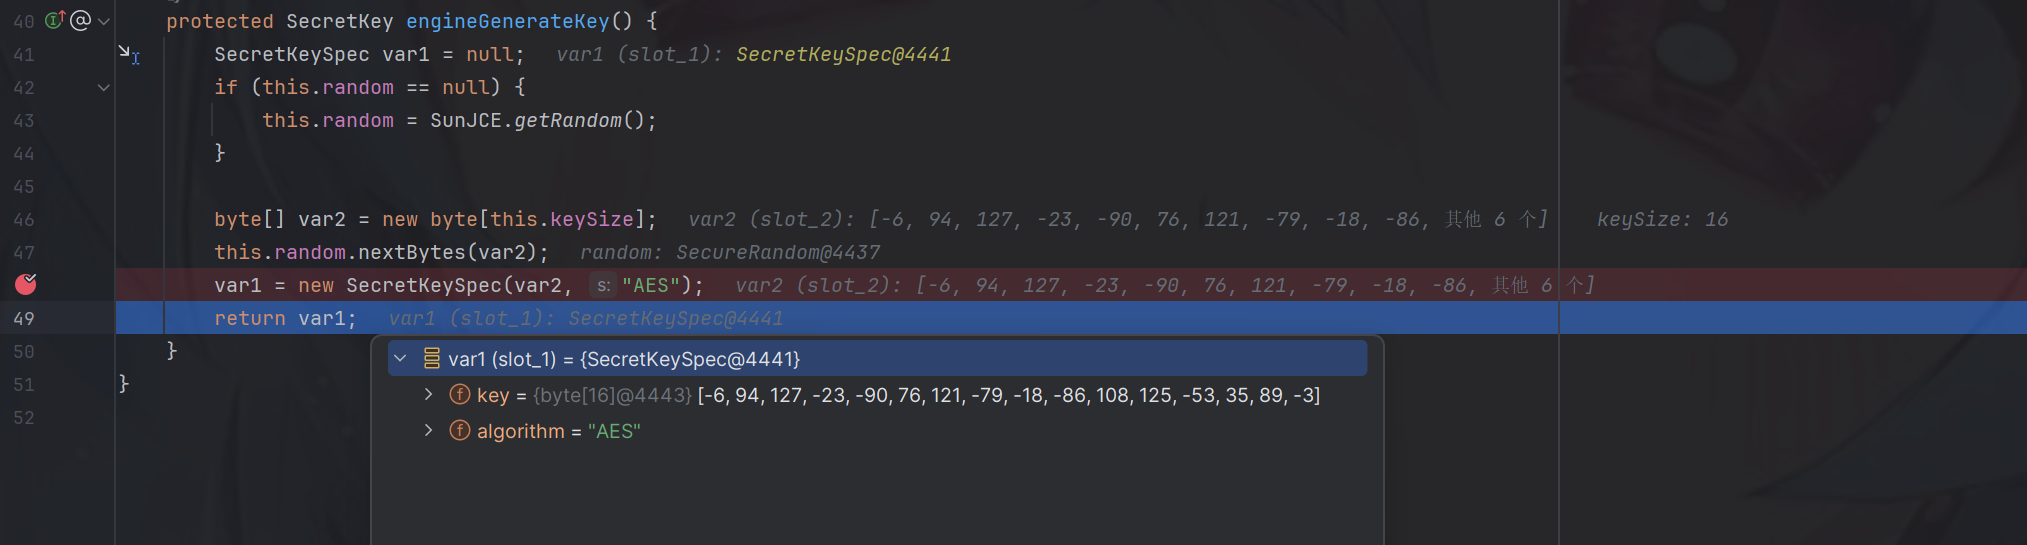 40 protected SecretKey engineGenerateKey() {
41 SecretKeySpec var1 = null; var1 (slot_1): SecretKeySpec@4441
42 if (this.random == null) {
43 this.random = SunJCE.getRandom();
44 }
45
46 byte[] var2 = new byte[this.keySize]; var2 (slot_2): [-6, 94, 127, -23, -90, 76, 121, -79, -18, -86, 其他 6 个] keySize: 16
47 this.random.nextBytes(var2); random: SecureRandom@4437
var1 = new SecretKeySpec(var2, s: "AES"); var2 (slot_2): [-6, 94, 127, -23, -90, 76, 121, -79, -18, -86, 其他 6 个]
49 return var1; var1 (slot_1): SecretKeySpec@4441
50 }
var1 (slot_1) = {SecretKeySpec@4441}
51 }
key = {byte[16]@4443} [-6, 94, 127, -23, -90, 76, 121, -79, -18, -86, 108, 125, -53, 35, 89, -3]
52
algorithm = "AES"